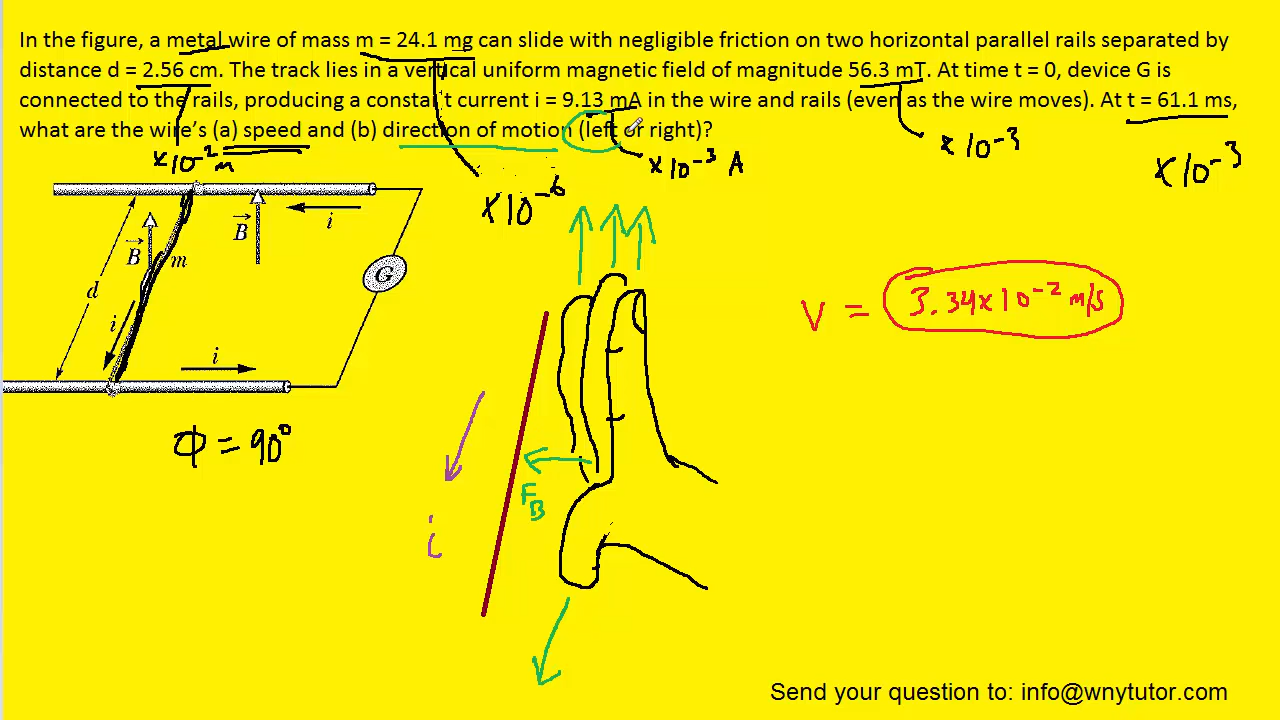 In the figure, a metal wire of mass m = 24.1 mg can slide with negligible friction on two horizontal parallel rails separated by
distance d = 2.56 cm. The track lies in a vertical uniform magnetic field of magnitude 56.3 mT. At time t = 0, device G is
connected to the rails, producing a constant current i = 9.13 mA in the wire and rails (even as the wire moves). At t = 61.1 ms,
what are the wire's (a) speed and (b) direction of motion (left or right)?
×10⁻² m
×10⁻⁶
×10⁻³ A
×10⁻³
×10⁻³
i
B
B
m
G
d
i
i
V = 3.34×10⁻² m/s
Φ = 90°
F_B
i
Send your question to: info@wnytutor.com